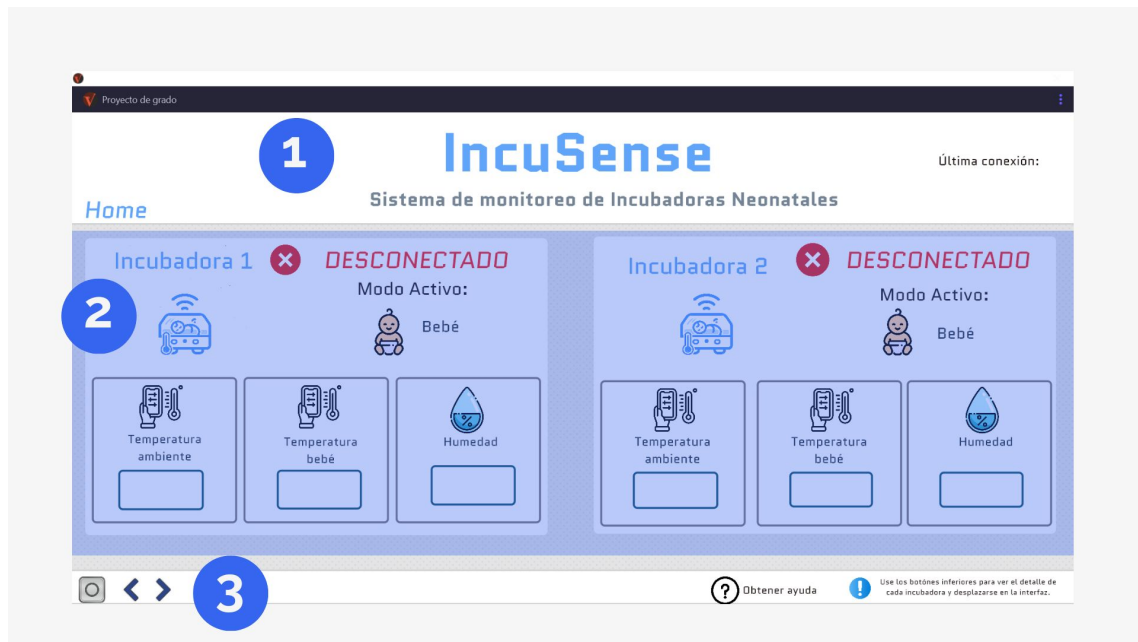 Proyecto de grado
1
IncuSense
Última conexión:
Sistema de monitoreo de Incubadoras Neonatales
Home
Incubadora 1
DESCONECTADO
Modo Activo:
Bebé
2
Temperatura
ambiente
Temperatura
bebé
Humedad
Incubadora 2
DESCONECTADO
Modo Activo:
Bebé
Temperatura
ambiente
Temperatura
bebé
Humedad
3
Obtener ayuda
Use los botones inferiores para ver el detalle de
cada incubadora y desplazarse en la interfaz.